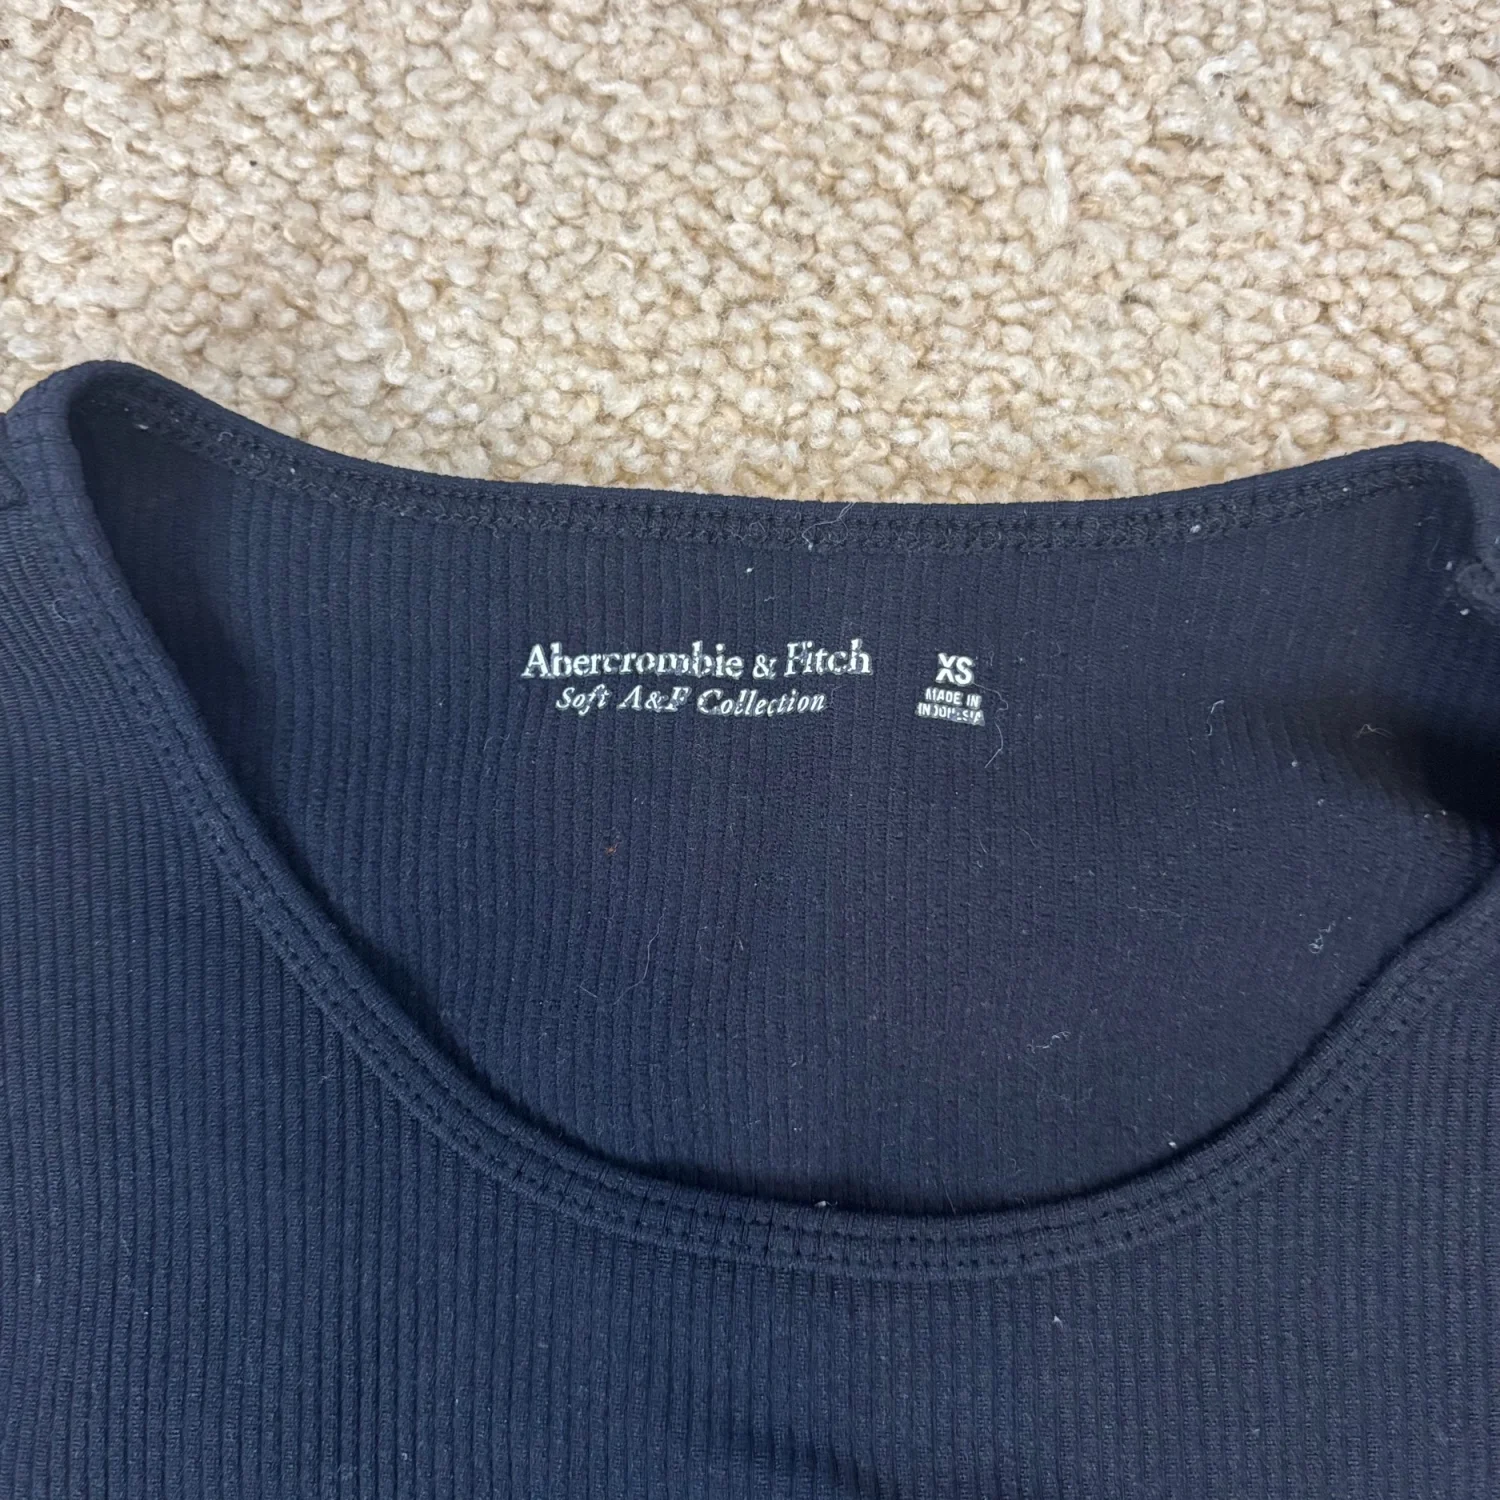 Abercrombie & Fitch
Soft A&F Collection
XS
MADE IN
INDONESIA